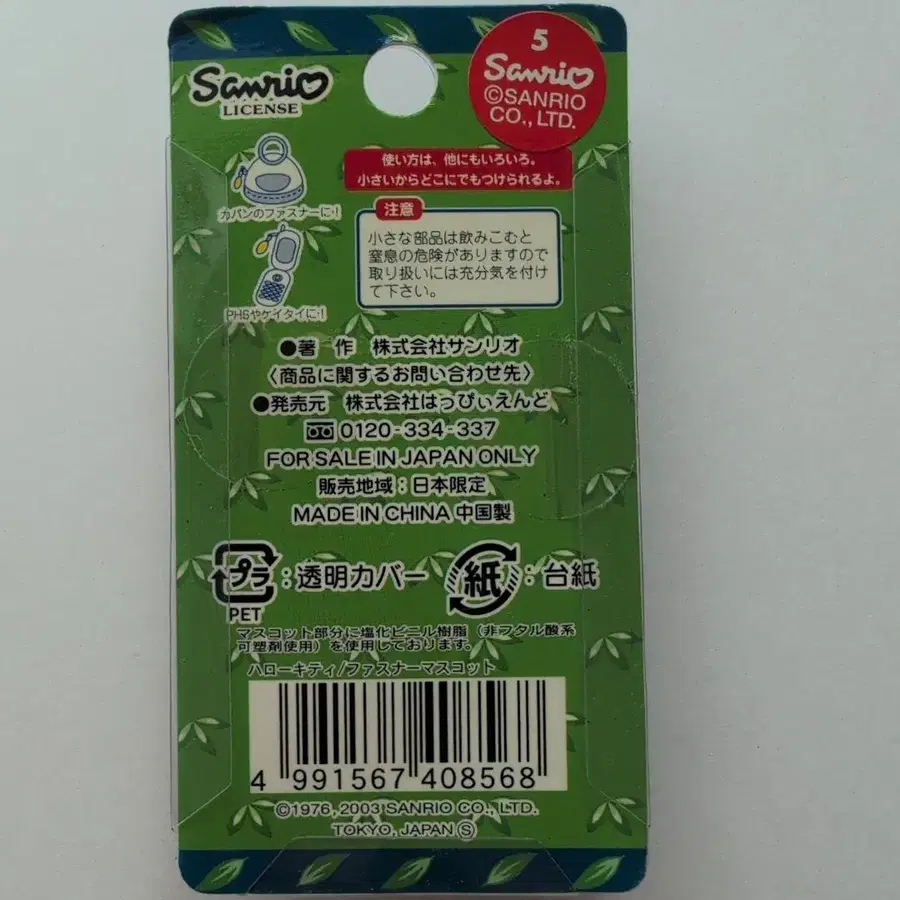 Sanrio
LICENSE
5
Sanrio
©SANRIO
CO., LTD.
使い方は、他にもいろいろ。
小さいからどこにでもつけられるよ。
カバンのファスナーに!
注意
小さな部品は飲みこむと
窒息の危険がありますので
取り扱いには充分気を付け
て下さい。
PHSやケイタイに!
●著 作 株式会社サンリオ
〈商品に関するお問い合わせ先〉
●発売元 株式会社はっぴぃえんど
0120-334-337
FOR SALE IN JAPAN ONLY
販売地域:日本限定
MADE IN CHINA 中国製
プラ:透明カバー
PET
紙:台紙
マスコット部分に塩化ビニル樹脂(非フタル酸系
可塑剤使用)を使用しております。
ハローキティ/ファスナーマスコット
4 991567 408568
©1976, 2003 SANRIO CO., LTD.
TOKYO, JAPAN Ⓢ